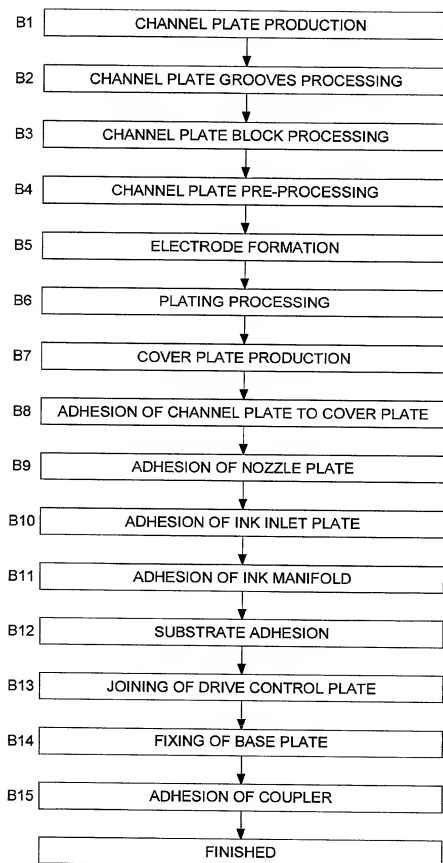 B1 CHANNEL PLATE PRODUCTION
B2 CHANNEL PLATE GROOVES PROCESSING
B3 CHANNEL PLATE BLOCK PROCESSING
B4 CHANNEL PLATE PRE-PROCESSING
B5 ELECTRODE FORMATION
B6 PLATING PROCESSING
B7 COVER PLATE PRODUCTION
B8 ADHESION OF CHANNEL PLATE TO COVER PLATE
B9 ADHESION OF NOZZLE PLATE
B10 ADHESION OF INK INLET PLATE
B11 ADHESION OF INK MANIFOLD
B12 SUBSTRATE ADHESION
B13 JOINING OF DRIVE CONTROL PLATE
B14 FIXING OF BASE PLATE
B15 ADHESION OF COUPLER
FINISHED